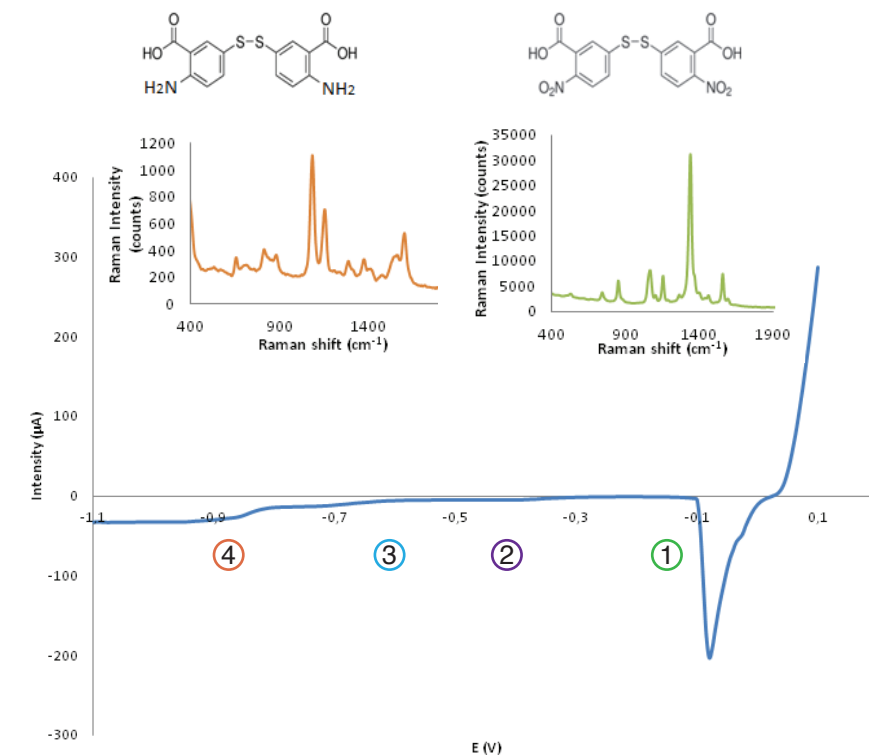 O O
HO S-S OH
H2N NH2
O O
HO S-S OH
O₂N NO₂
Raman Intensity
(counts)
1200
1000
800
600
400
200
0
400 900 1400
Raman shift (cm⁻¹)
Raman Intensity (counts)
35000
30000
25000
20000
15000
10000
5000
0
400 900 1400 1900
Raman shift (cm⁻¹)
Intensity (µA)
400
300
200
100
0
-100
-200
-300
-1,1 -0,9 -0,7 -0,5 -0,3 -0,1 0,1
4 3 2 1
E (V)